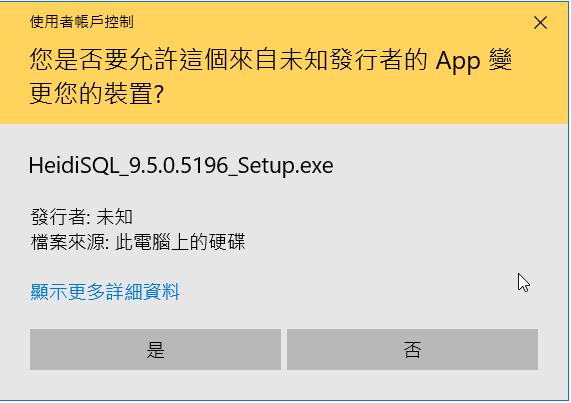 使用者帳戶控制
您是否要允許這個來自未知發行者的 App 變
更您的裝置?
HeidiSQL_9.5.0.5196_Setup.exe
發行者: 未知
檔案來源: 此電腦上的硬碟
顯示更多詳細資料
是
否